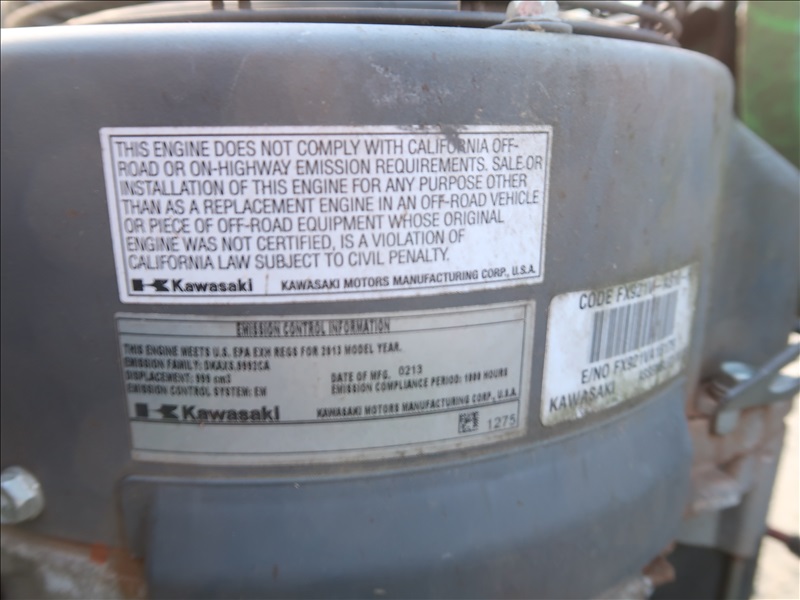 THIS ENGINE DOES NOT COMPLY WITH CALIFORNIA OFF-
ROAD OR ON-HIGHWAY EMISSION REQUIREMENTS. SALE OR
INSTALLATION OF THIS ENGINE FOR ANY PURPOSE OTHER
THAN AS A REPLACEMENT ENGINE IN AN OFF-ROAD VEHICLE
OR PIECE OF OFF-ROAD EQUIPMENT WHOSE ORIGINAL
ENGINE WAS NOT CERTIFIED, IS A VIOLATION OF
CALIFORNIA LAW SUBJECT TO CIVIL PENALTY.
Kawasaki KAWASAKI MOTORS MANUFACTURING CORP., U.S.A.
EMISSION CONTROL INFORMATION
THIS ENGINE MEETS U.S. EPA EXH REGS FOR 2013 MODEL YEAR.
EMISSION FAMILY:
DISPLACEMENT: 999 cm3 DATE OF MFG. 0213
EMISSION CONTROL SYSTEM: EM EMISSION COMPLIANCE PERIOD: 1000 HOURS
Kawasaki KAWASAKI MOTORS MANUFACTURING CORP., U.S.A.
1275
CODE
E/NO
KAWASAKI